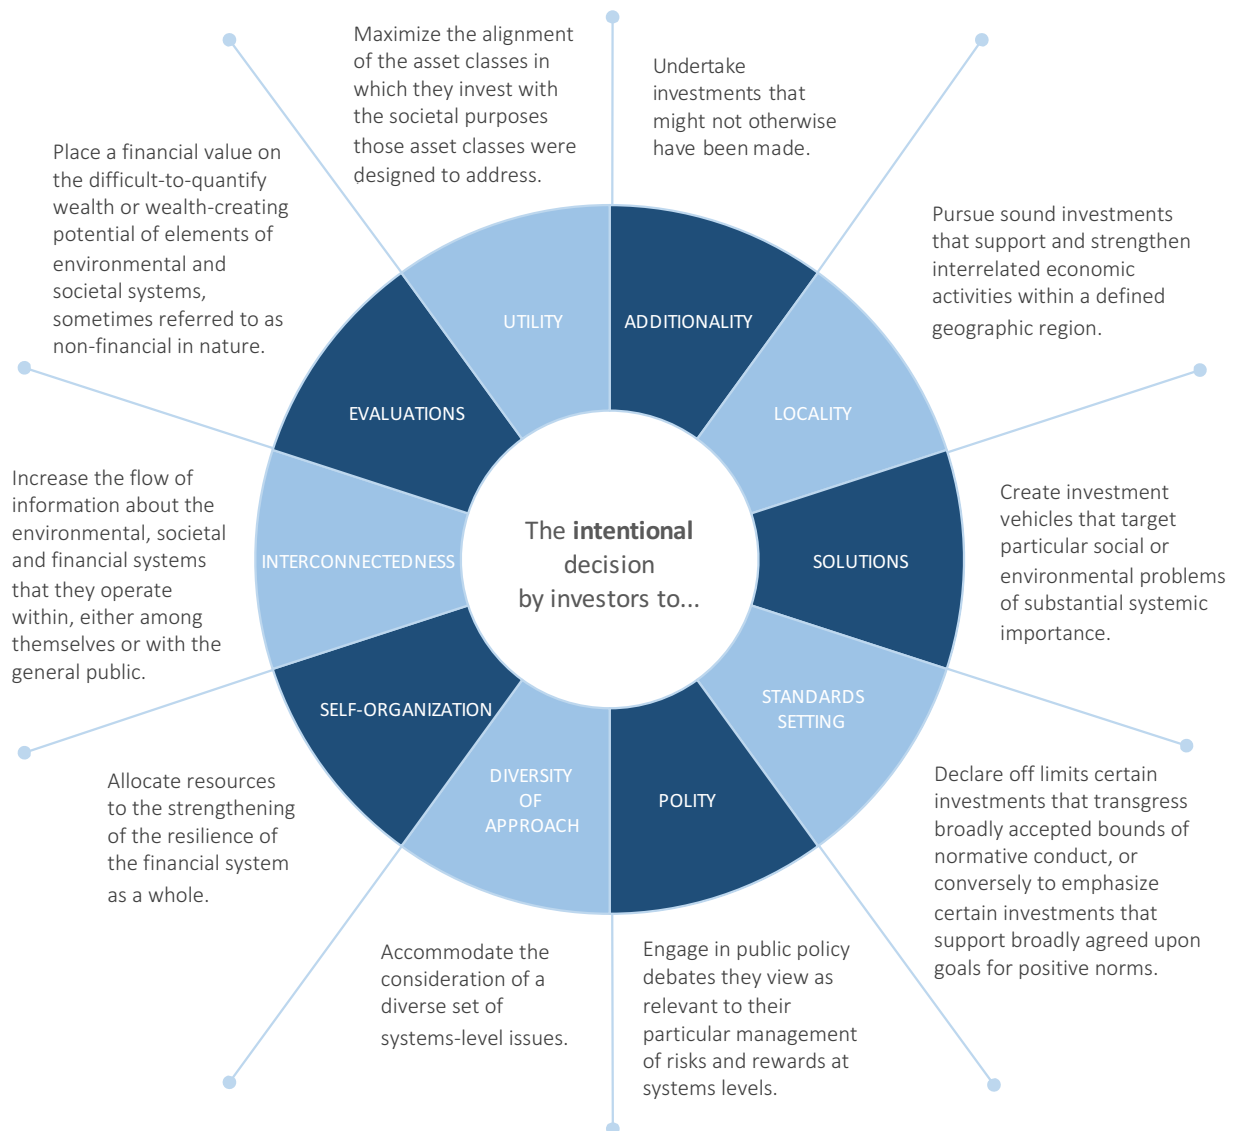 Maximize the alignment
of the asset classes in
which they invest with
the societal purposes
those asset classes were
designed to address.
Undertake
investments that
might not otherwise
have been made.
Place a financial value on
the difficult-to-quantify
wealth or wealth-creating
potential of elements of
environmental and
societal systems,
sometimes referred to as
non-financial in nature.
Pursue sound investments
that support and strengthen
interrelated economic
activities within a defined
geographic region.
UTILITY
ADDITIONALITY
EVALUATIONS
LOCALITY
Increase the flow of
information about the
environmental, societal
and financial systems
that they operate
within, either among
themselves or with the
general public.
INTERCONNECTEDNESS
The intentional
decision
by investors to...
SOLUTIONS
Create investment
vehicles that target
particular social or
environmental problems
of substantial systemic
importance.
SELF-ORGANIZATION
STANDARDS
SETTING
DIVERSITY
OF
APPROACH
POLITY
Allocate resources
to the strengthening
of the resilience of
the financial system
as a whole.
Declare off limits certain
investments that transgress
broadly accepted bounds of
normative conduct, or
conversely to emphasize
certain investments that
support broadly agreed upon
goals for positive norms.
Accommodate the
consideration of a
diverse set of
systems-level issues.
Engage in public policy
debates they view as
relevant to their
particular management
of risks and rewards at
systems levels.